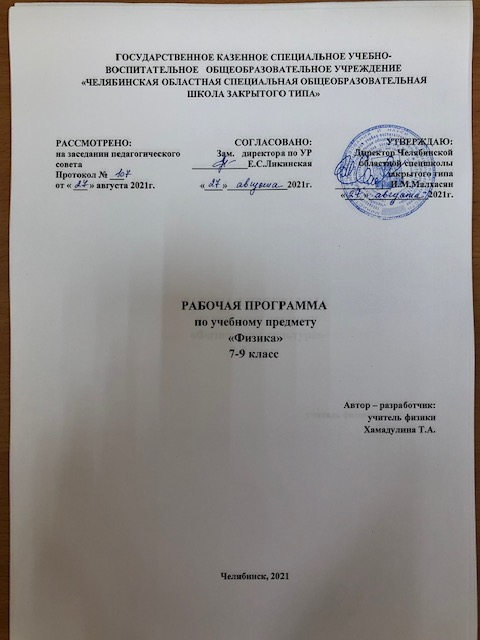 ГОСУДАРСТВЕННОЕ КАЗЕННОЕ СПЕЦИАЛЬНОЕ УЧЕБНО-
ВОСПИТАТЕЛЬНОЕ ОБЩЕОБРАЗОВАТЕЛЬНОЕ УЧРЕЖДЕНИЕ
«ЧЕЛЯБИНСКАЯ ОБЛАСТНАЯ СПЕЦИАЛЬНАЯ ОБЩЕОБРАЗОВАТЕЛЬНАЯ
ШКОЛА ЗАКРЫТОГО ТИПА»
РАССМОТРЕНО:
на заседании педагогического
совета
Протокол № 107
от « 27 » августа 2021г.
СОГЛАСОВАНО:
Зам. директора по УР
Е.С.Ликинская
« 27 » августа 2021г.
УТВЕРЖДАЮ:
Директор Челябинской
областной спецшколы
закрытого типа
И.М.Малхасян
« 27 » августа 2021г.
РАБОЧАЯ ПРОГРАММА
по учебному предмету
«Физика»
7-9 класс
Автор – разработчик:
учитель физики
Хамадулина Т.А.
Челябинск, 2021